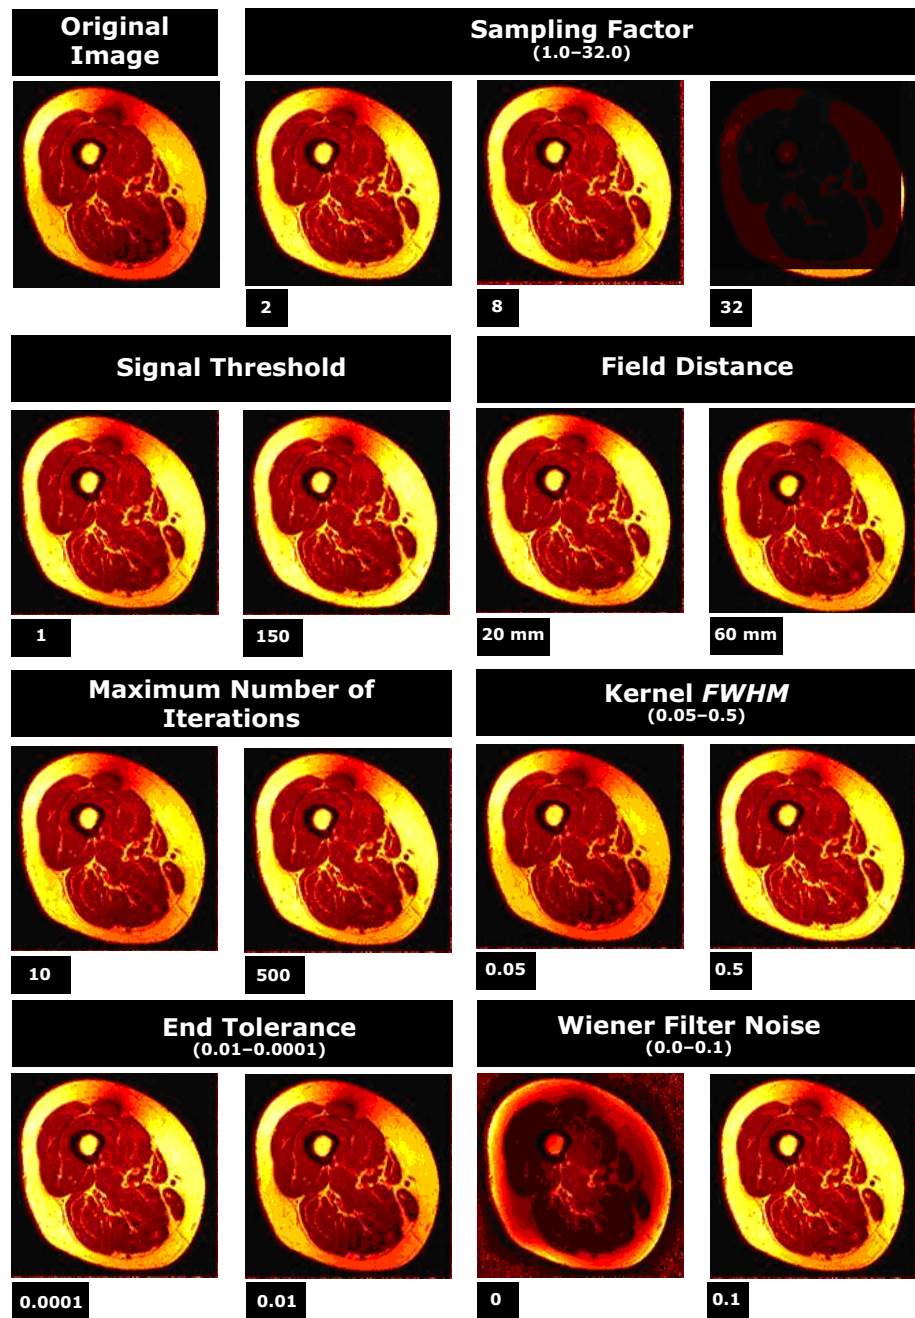 Original
Image
Sampling Factor
(1.0–32.0)
2
8
32
Signal Threshold
Field Distance
1
150
20 mm
60 mm
Maximum Number of
Iterations
Kernel FWHM
(0.05–0.5)
10
500
0.05
0.5
End Tolerance
(0.01–0.0001)
Wiener Filter Noise
(0.0–0.1)
0.0001
0.01
0
0.1